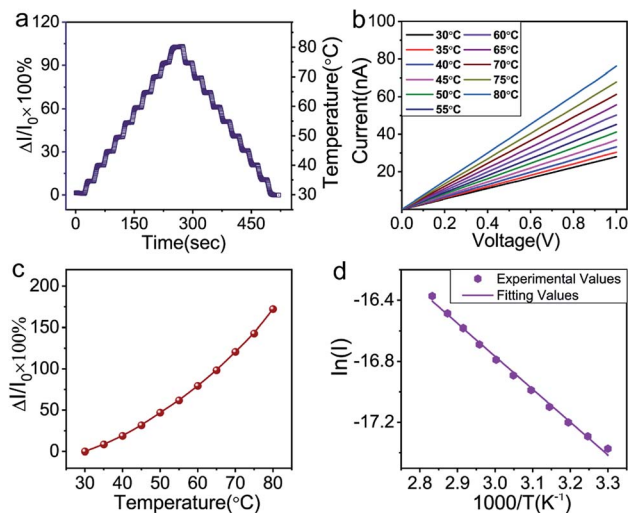 a
120
90
60
30
0
ΔI/I₀×100%
80
70
60
50
40
30
Temperature(°C)
0 150 300 450
Time(sec)
b
100
80
60
40
20
Current(nA)
30°C 60°C
35°C 65°C
40°C 70°C
45°C 75°C
50°C 80°C
55°C
0.0 0.2 0.4 0.6 0.8 1.0
Voltage(V)
c
200
150
100
50
0
ΔI/I₀×100%
30 40 50 60 70 80
Temperature(°C)
d
Experimental Values
Fitting Values
-16.4
-16.8
-17.2
ln(I)
2.8 2.9 3.0 3.1 3.2 3.3
1000/T(K⁻¹)